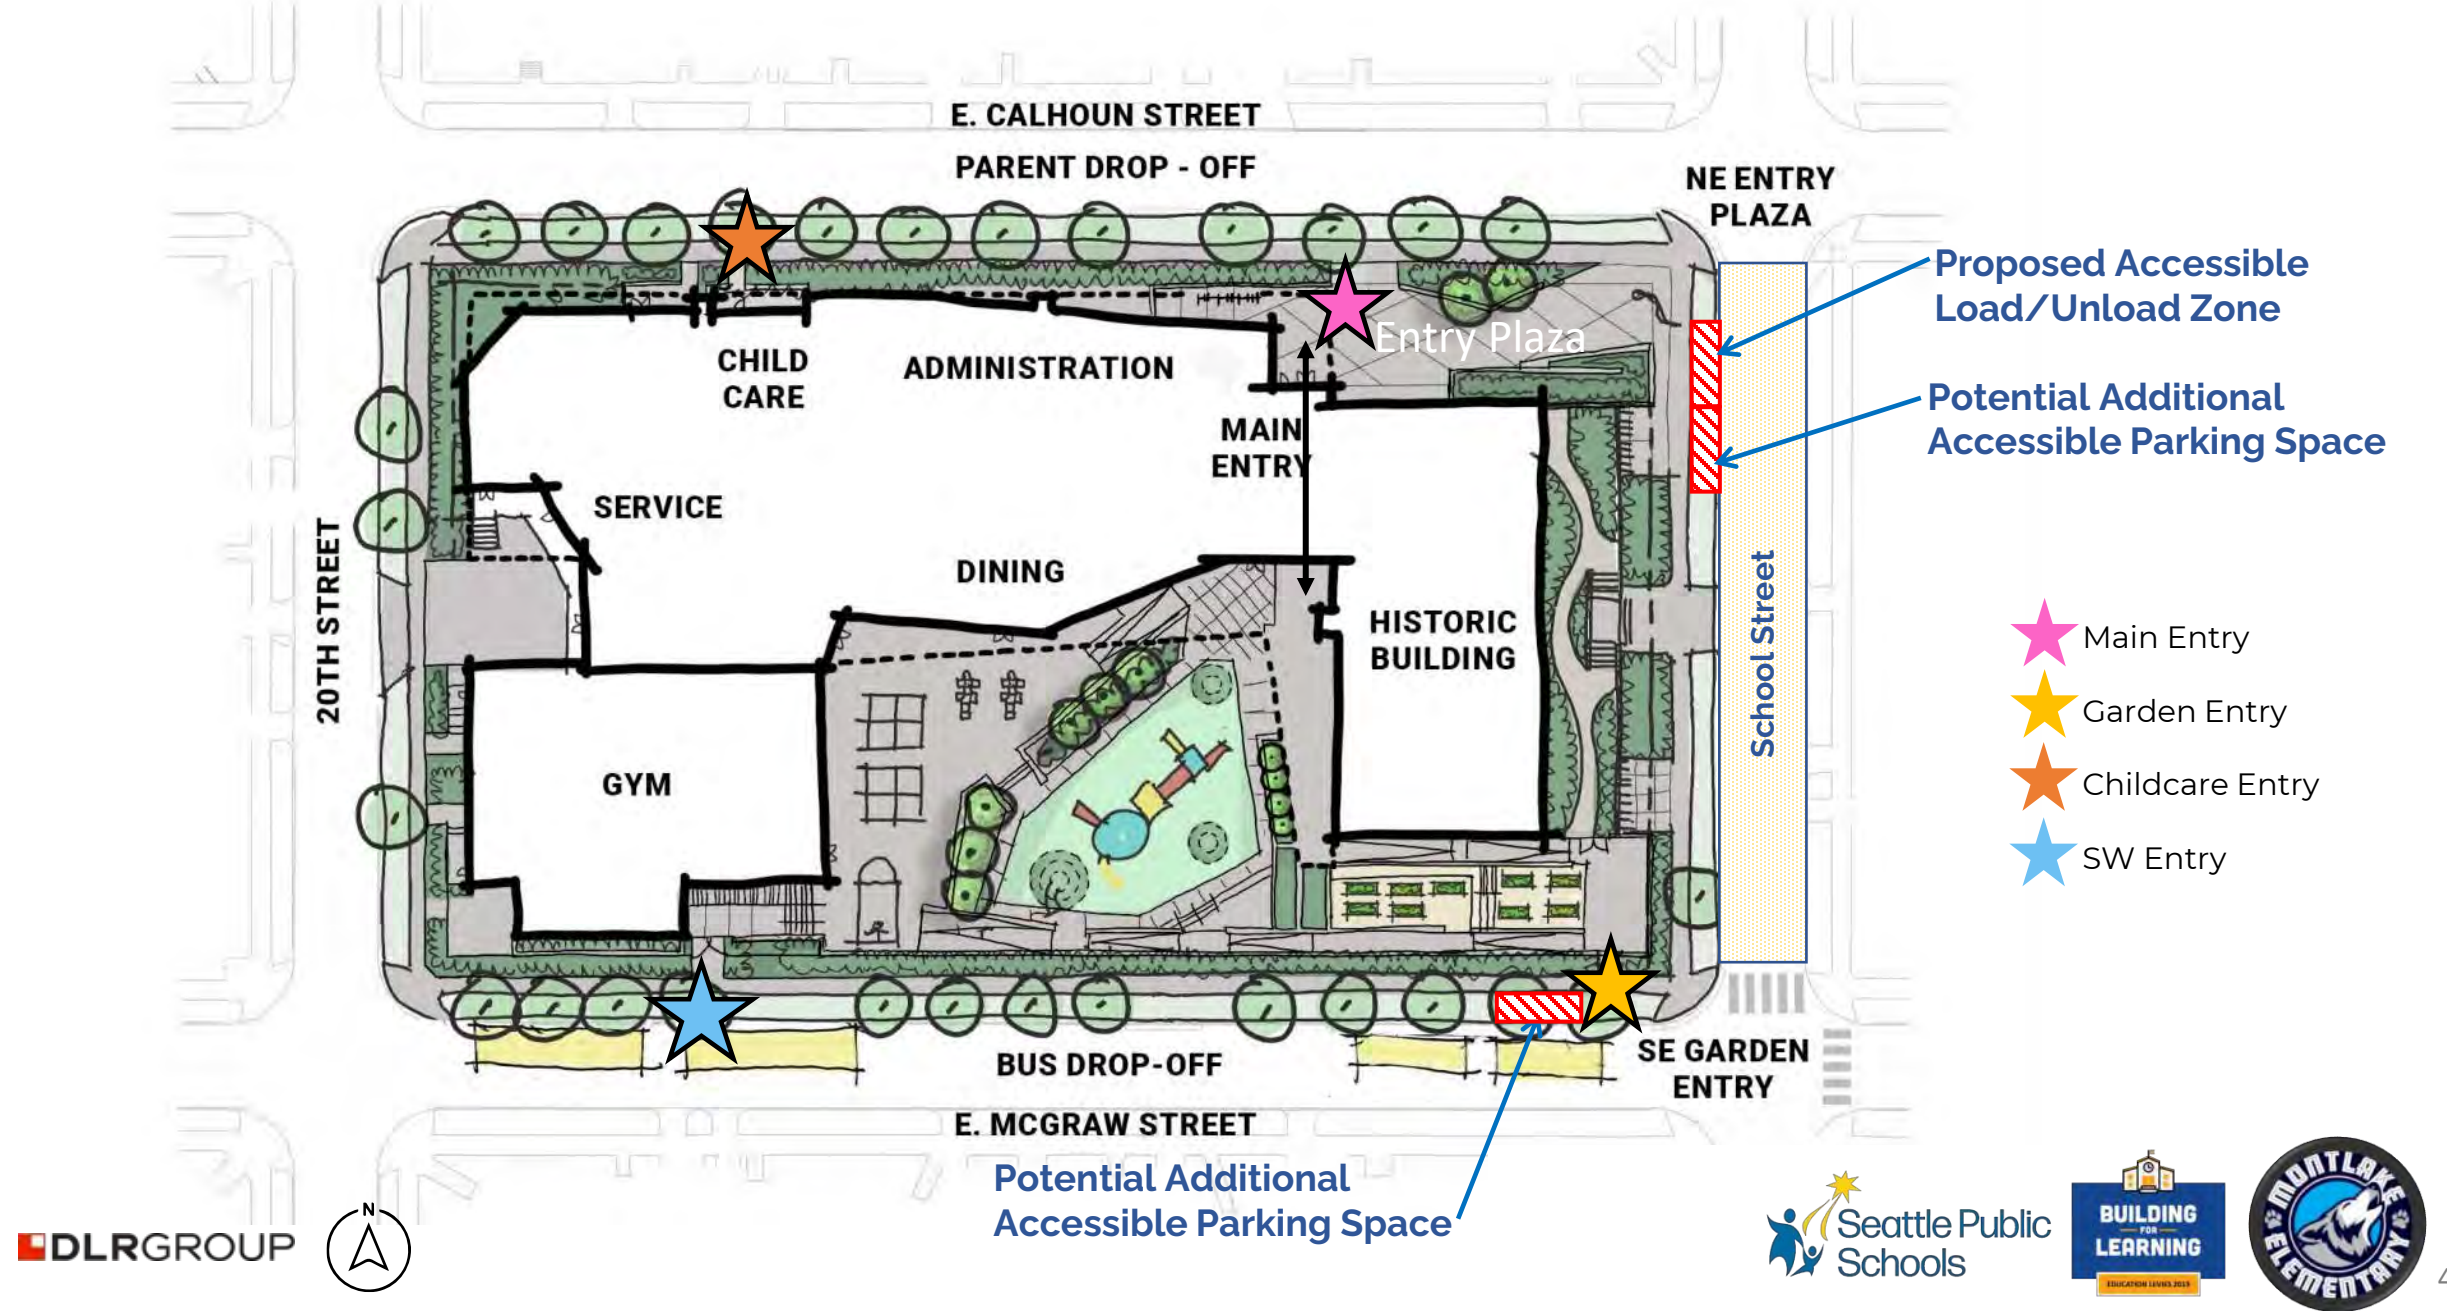 E. CALHOUN STREET
PARENT DROP - OFF
NE ENTRY
PLAZA
Proposed Accessible
Load/Unload Zone
Entry Plaza
CHILD
CARE
ADMINISTRATION
Potential Additional
Accessible Parking Space
MAIN
ENTRY
SERVICE
DINING
20TH STREET
HISTORIC
BUILDING
School Street
Main Entry
Garden Entry
Childcare Entry
SW Entry
GYM
BUS DROP-OFF
SE GARDEN
ENTRY
E. MCGRAW STREET
Potential Additional
Accessible Parking Space
DLRGROUP
N
Seattle Public
Schools
BUILDING
FOR
LEARNING
EDUCATION LEVIES 2019
MONTLAKE
ELEMENTARY